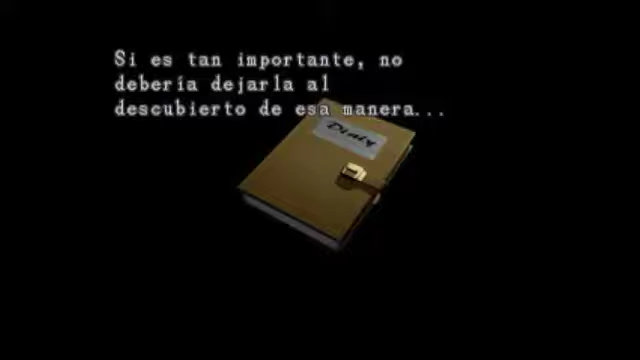 Si es tan importante, no
debería dejarla al
descubierto de esa manera...
Diary